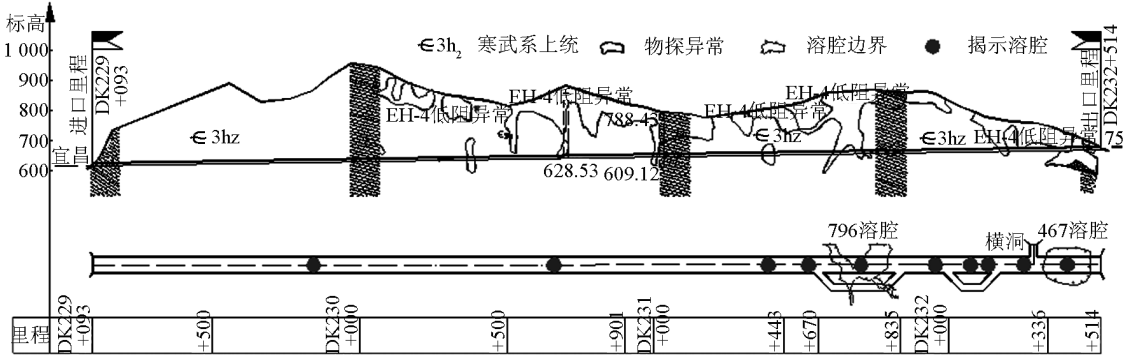 标高
1 000
900
800
700
600
宜昌
进口里程
DK229
+093
∈3h₂ 寒武系上统 物探异常 溶腔边界 揭示溶腔
出口里程
DK232+514
∈3hz
EH-4低阻异常
EH-4低阻异常
788.43
EH-4低阻异常
EH-4低阻异常
∈3hz
∈3hz
EH-4低阻异常
75
628.53
609.12
796溶腔
横洞
467溶腔
里程
DK229
+093
+500
DK230
+000
+500
+901
DK231
+000
+443
+670
+835
DK232
+000
+336
+514